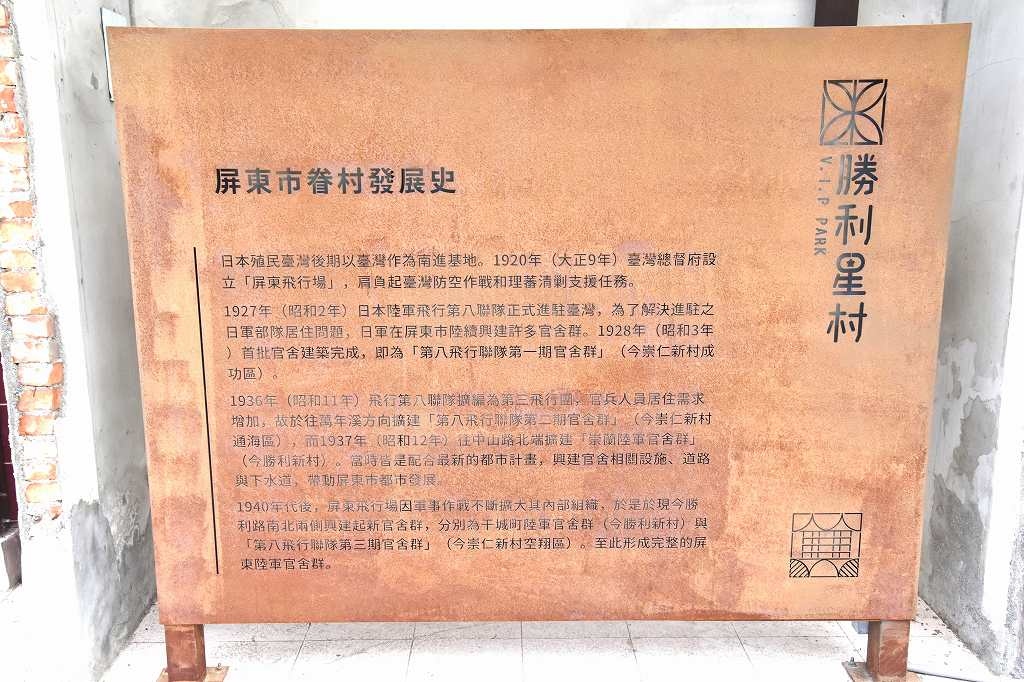 屏東市眷村發展史
日本殖民臺灣後期以臺灣作為南進基地。1920年（大正9年）臺灣總督府設
立「屏東飛行場」，肩負起臺灣防空作戰和理蕃清剿支援任務。
1927年（昭和2年）日本陸軍飛行第八聯隊正式進駐臺灣，為了解決進駐之
日軍部隊居住問題，日軍在屏東市陸續興建許多官舍群。1928年（昭和3年
）首批官舍建築完成，即為「第八飛行聯隊第一期官舍群」（今崇仁新村成
功區）。
1936年（昭和11年）飛行第八聯隊擴編為第三飛行團，官兵人員居住需求
增加，故於往萬年溪方向擴建「第八飛行聯隊第二期官舍群」（今崇仁新村
通海區），而1937年（昭和12年）往中山路北端擴建「崇蘭陸軍官舍群」
（今勝利新村）。當時皆是配合最新的都市計畫，興建官舍相關設施、道路
與下水道，帶動屏東市都市發展。
1940年代後，屏東飛行場因軍事作戰不斷擴大其內部組織，於是於現今勝
利路南北兩側興建起新官舍群，分別為干城町陸軍官舍群（今勝利新村）與
「第八飛行聯隊第三期官舍群」（今崇仁新村空翔區）。至此形成完整的屏
東陸軍官舍群。
勝利星村
V.I.P PARK